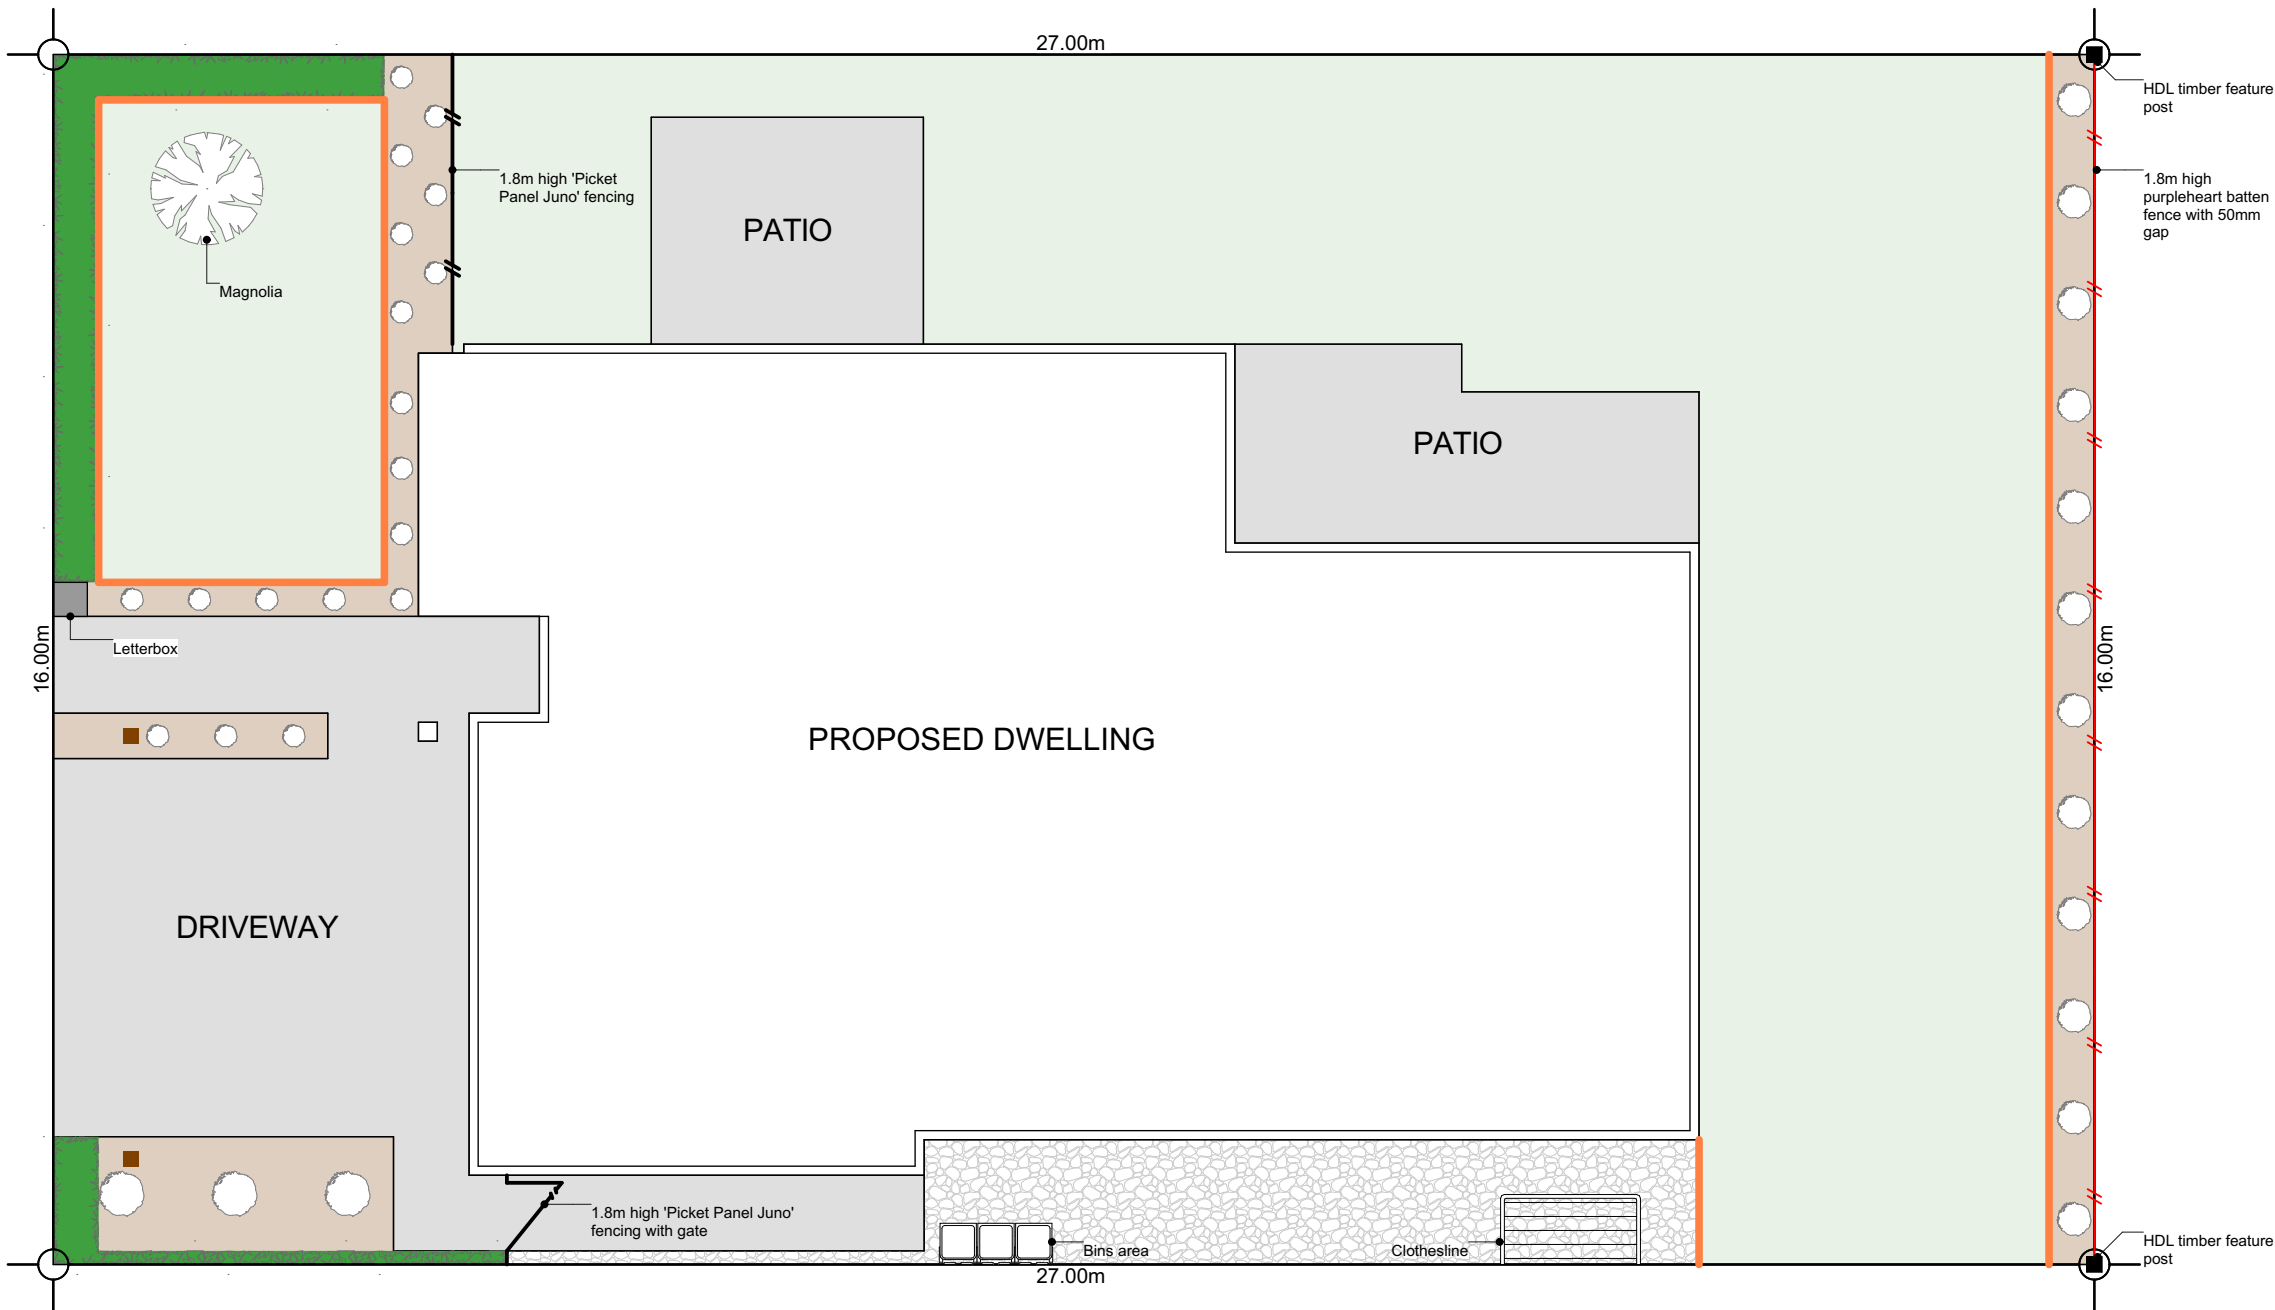 27.00m
HDL timber feature
post
1.8m high 'Picket
Panel Juno' fencing
1.8m high
purpleheart batten
fence with 50mm
gap
PATIO
Magnolia
PATIO
Letterbox
16.00m
16.00m
PROPOSED DWELLING
DRIVEWAY
1.8m high 'Picket Panel Juno'
fencing with gate
Bins area
Clothesline
HDL timber feature
post
27.00m